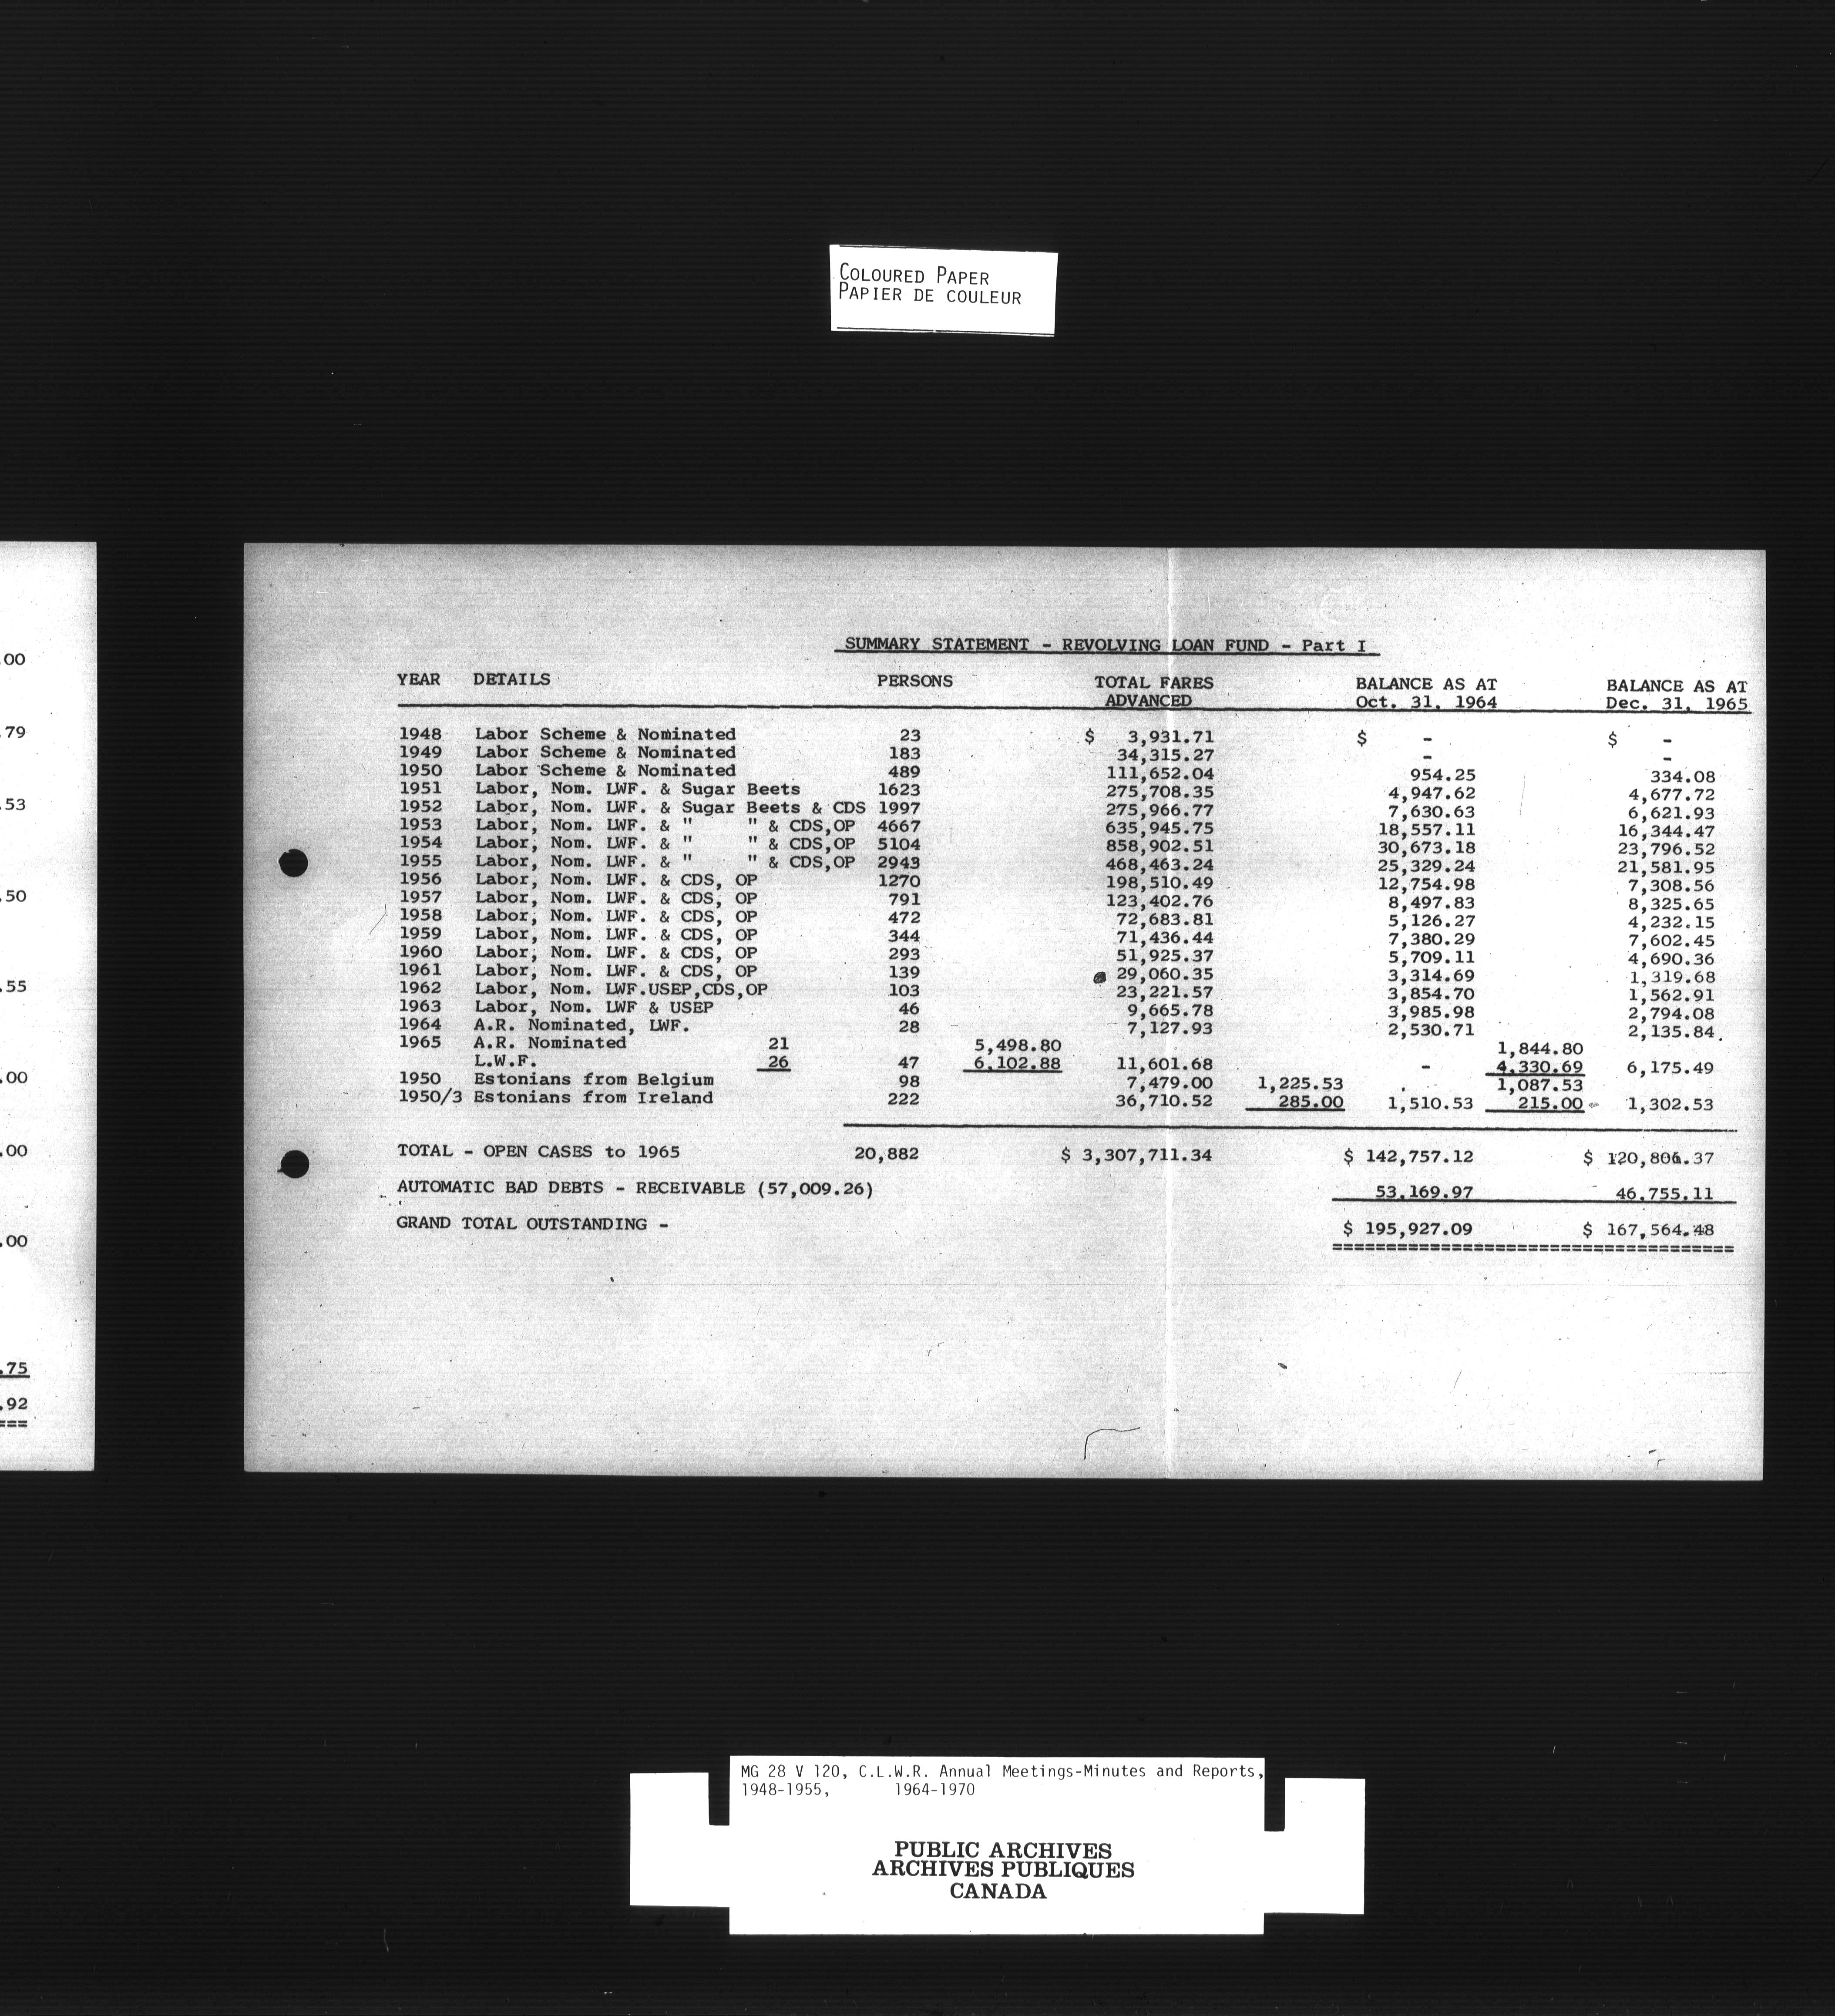 COLOURED PAPER
PAPIER DE COULEUR
.00
.79
.53
.50
.55
.00
.00
.00
.75
.92
===
SUMMARY STATEMENT - REVOLVING LOAN FUND - Part I
YEAR DETAILS PERSONS TOTAL FARES ADVANCED BALANCE AS AT Oct. 31, 1964 BALANCE AS AT Dec. 31, 1965
1948 Labor Scheme & Nominated 23 $ 3,931.71 $ - $ -
1949 Labor Scheme & Nominated 183 34,315.27 - -
1950 Labor Scheme & Nominated 489 111,652.04 954.25 334.08
1951 Labor, Nom. LWF. & Sugar Beets 1623 275,708.35 4,947.62 4,677.72
1952 Labor, Nom. LWF. & Sugar Beets & CDS 1997 275,966.77 7,630.63 6,621.93
1953 Labor, Nom. LWF. & " " & CDS,OP 4667 635,945.75 18,557.11 16,344.47
1954 Labor, Nom. LWF. & " " & CDS,OP 5104 858,902.51 30,673.18 23,796.52
1955 Labor, Nom. LWF. & " " & CDS,OP 2943 468,463.24 25,329.24 21,581.95
1956 Labor, Nom. LWF. & CDS, OP 1270 198,510.49 12,754.98 7,308.56
1957 Labor, Nom. LWF. & CDS, OP 791 123,402.76 8,497.83 8,325.65
1958 Labor, Nom. LWF. & CDS, OP 472 72,683.81 5,126.27 4,232.15
1959 Labor, Nom. LWF. & CDS, OP 344 71,436.44 7,380.29 7,602.45
1960 Labor, Nom. LWF. & CDS, OP 293 51,925.37 5,709.11 4,690.36
1961 Labor, Nom. LWF. & CDS, OP 139 29,060.35 3,314.69 1,319.68
1962 Labor, Nom. LWF.USEP,CDS,OP 103 23,221.57 3,854.70 1,562.91
1963 Labor, Nom. LWF & USEP 46 9,665.78 3,985.98 2,794.08
1964 A.R. Nominated, LWF. 28 7,127.93 2,530.71 2,135.84
1965 A.R. Nominated 21 5,498.80 1,844.80
L.W.F. 26 47 6,102.88 11,601.68 - 4,330.69 6,175.49
1950 Estonians from Belgium 98 7,479.00 1,225.53 1,087.53
1950/3 Estonians from Ireland 222 36,710.52 285.00 1,510.53 215.00 1,302.53
TOTAL - OPEN CASES to 1965 20,882 $ 3,307,711.34 $ 142,757.12 $ 120,806.37
AUTOMATIC BAD DEBTS - RECEIVABLE (57,009.26) 53,169.97 46,755.11
GRAND TOTAL OUTSTANDING - $ 195,927.09 $ 167,564.48
=====================================
MG 28 V 120, C.L.W.R. Annual Meetings-Minutes and Reports,
1948-1955, 1964-1970
PUBLIC ARCHIVES
ARCHIVES PUBLIQUES
CANADA